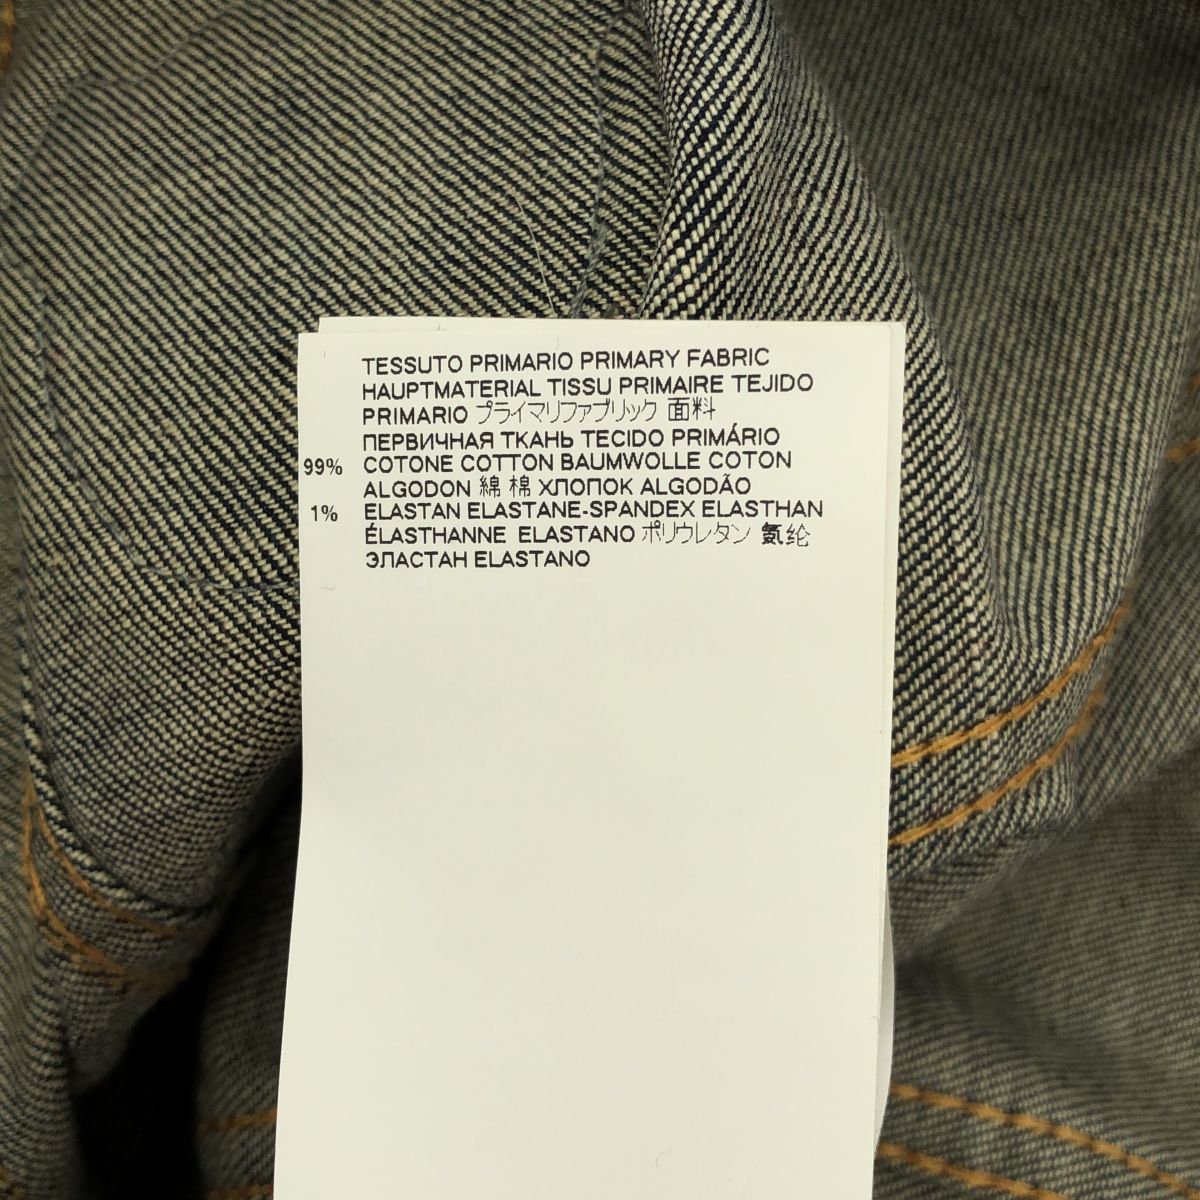 TESSUTO PRIMARIO PRIMARY FABRIC
HAUPTMATERIAL TISSU PRIMAIRE TEJIDO
PRIMARIO プライマリファブリック 面料
ПЕРВИЧНАЯ ТКАНЬ TECIDO PRIMÁRIO
99% COTONE COTTON BAUMWOLLE COTON
ALGODON 綿 棉 ХЛОПОК ALGODÃO
1% ELASTAN ELASTANE-SPANDEX ELASTHAN
ÉLASTHANNE ELASTANO ポリウレタン 氨纶
ЭЛАСТАН ELASTANO